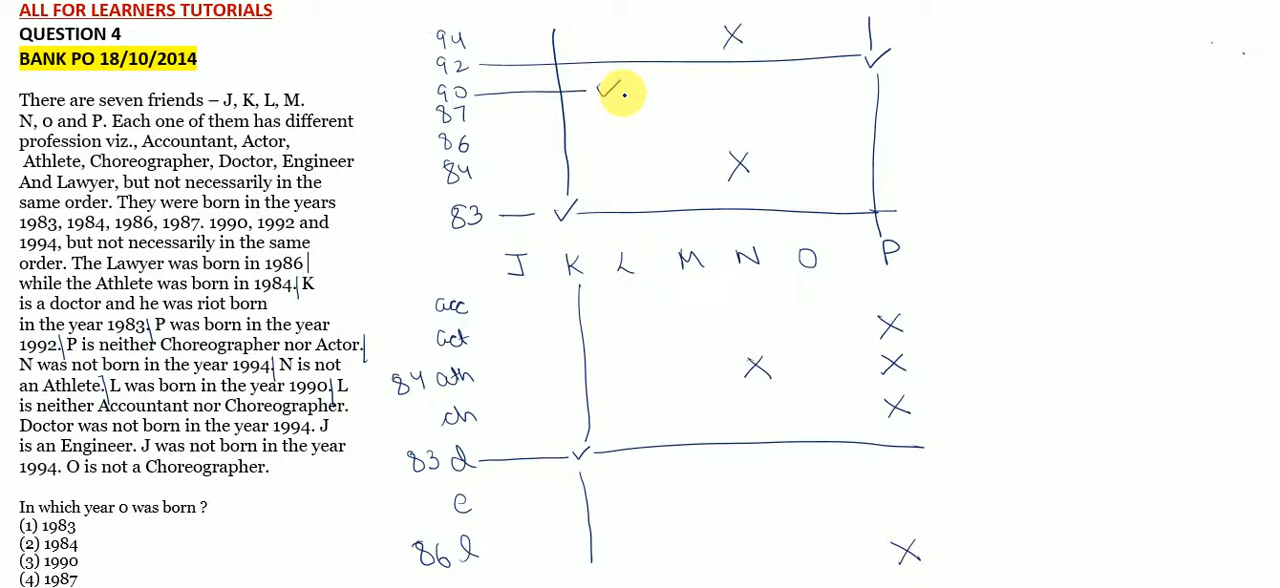 ALL FOR LEARNERS TUTORIALS
QUESTION 4
BANK PO 18/10/2014
There are seven friends – J, K, L, M.
N, 0 and P. Each one of them has different
profession viz., Accountant, Actor,
Athlete, Choreographer, Doctor, Engineer
And Lawyer, but not necessarily in the
same order. They were born in the years
1983, 1984, 1986, 1987. 1990, 1992 and
1994, but not necessarily in the same
order. The Lawyer was born in 1986
while the Athlete was born in 1984. K
is a doctor and he was riot born
in the year 1983. P was born in the year
1992. P is neither Choreographer nor Actor.
N was not born in the year 1994. N is not
an Athlete. L was born in the year 1990. L
is neither Accountant nor Choreographer.
Doctor was not born in the year 1994. J
is an Engineer. J was not born in the year
1994. O is not a Choreographer.
In which year 0 was born ?
(1) 1983
(2) 1984
(3) 1990
(4) 1987
94
92
90
87
86
84
83
J K L M N O P
acc
act
84 ath
ch
83 d
e
86 l